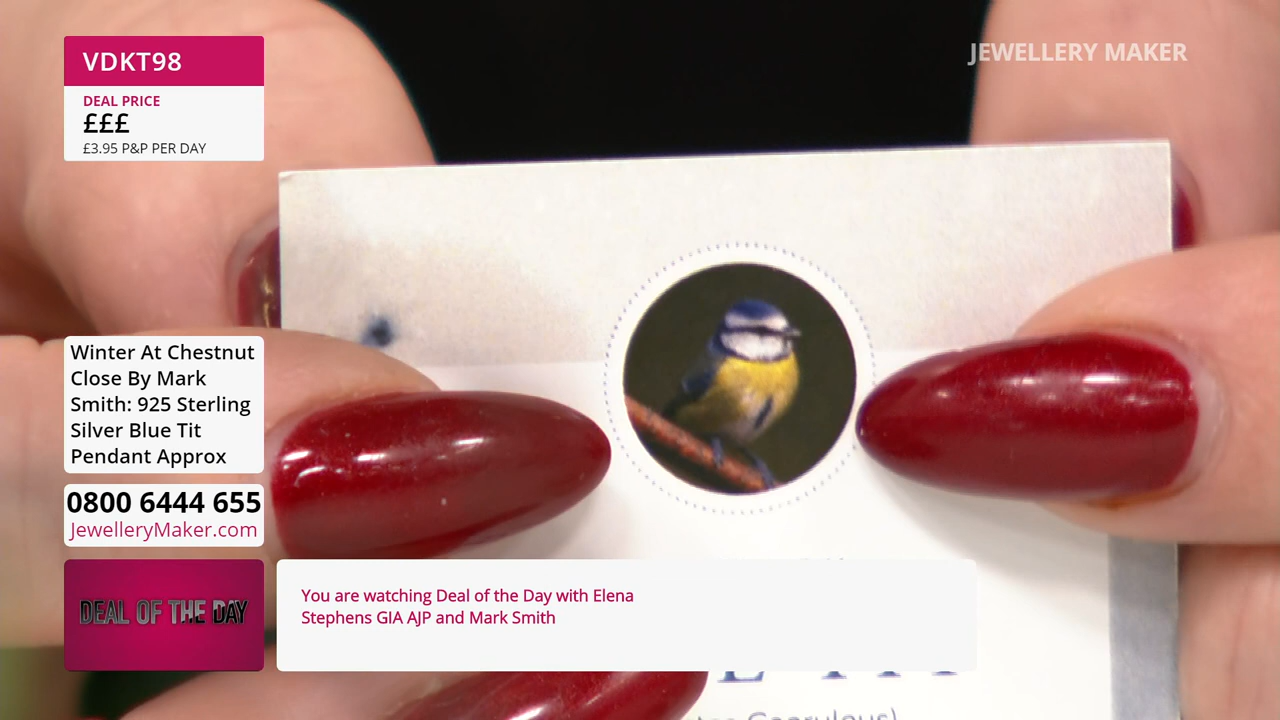 VDKT98
DEAL PRICE
£££
£3.95 P&P PER DAY
JEWELLERY MAKER
Winter At Chestnut
Close By Mark
Smith: 925 Sterling
Silver Blue Tit
Pendant Approx
0800 6444 655
JewelleryMaker.com
DEAL OF THE DAY
You are watching Deal of the Day with Elena
Stephens GIA AJP and Mark Smith